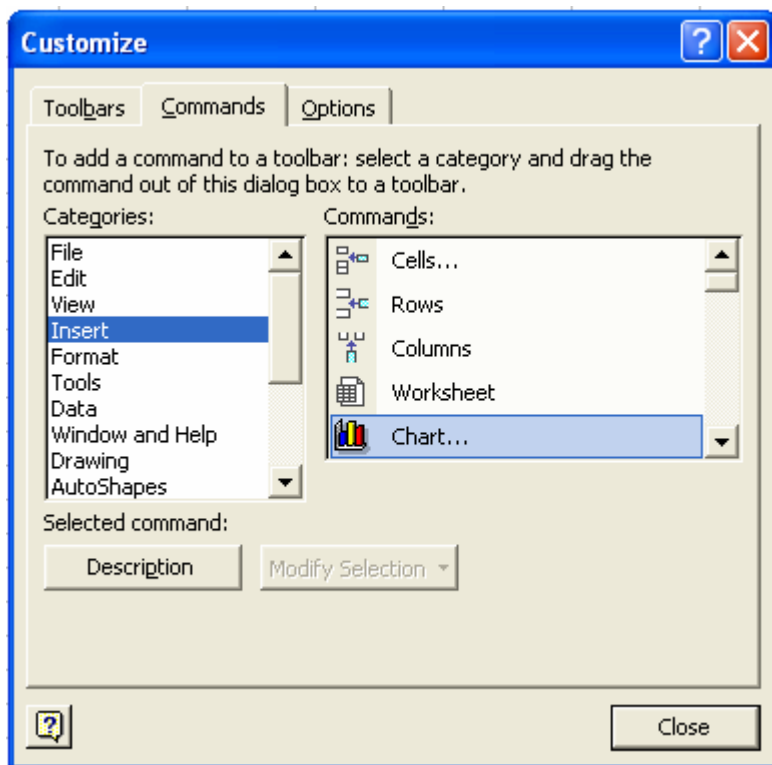 Customize
Toolbars Commands Options
To add a command to a toolbar: select a category and drag the
command out of this dialog box to a toolbar.
Categories:
File
Edit
View
Insert
Format
Tools
Data
Window and Help
Drawing
AutoShapes
Commands:
Cells...
Rows
Columns
Worksheet
Chart...
Selected command:
Description Modify Selection
Close